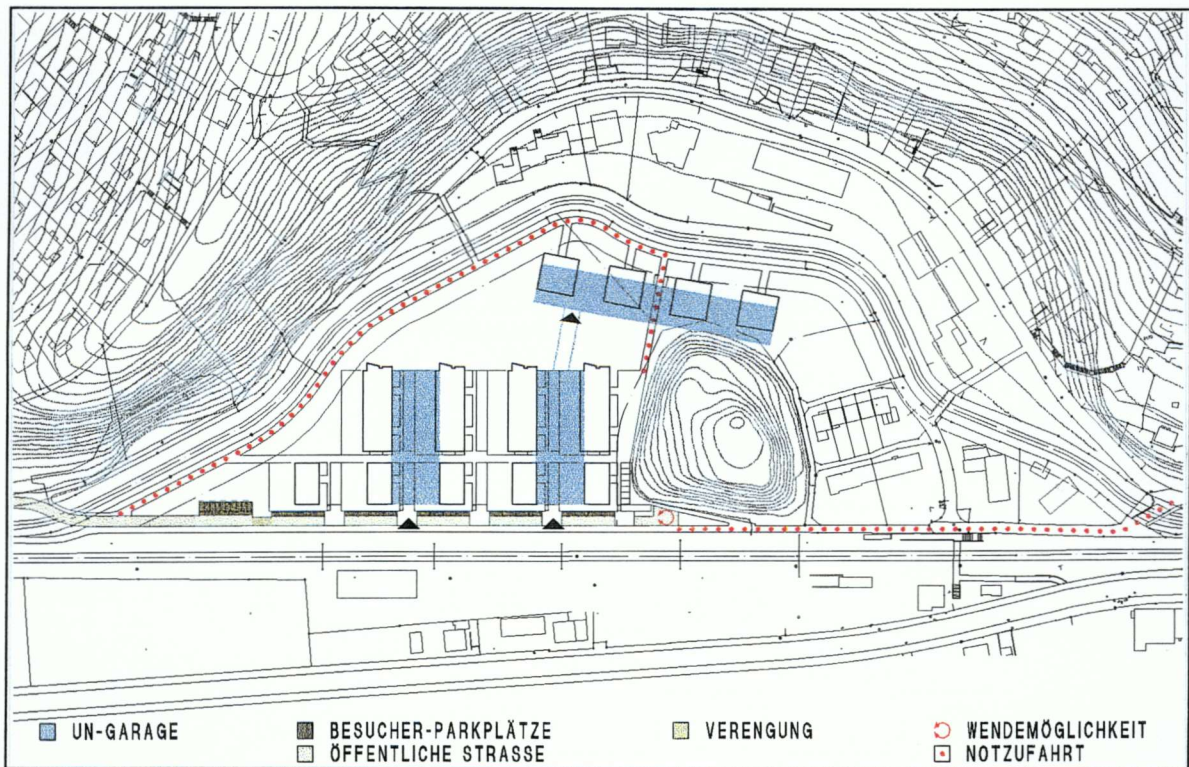 UN-GARAGE
BESUCHER-PARKPLÄTZE
VERENGUNG
WENDEMÖGLICHKEIT
ÖFFENTLICHE STRASSE
NOTZUFAHRT